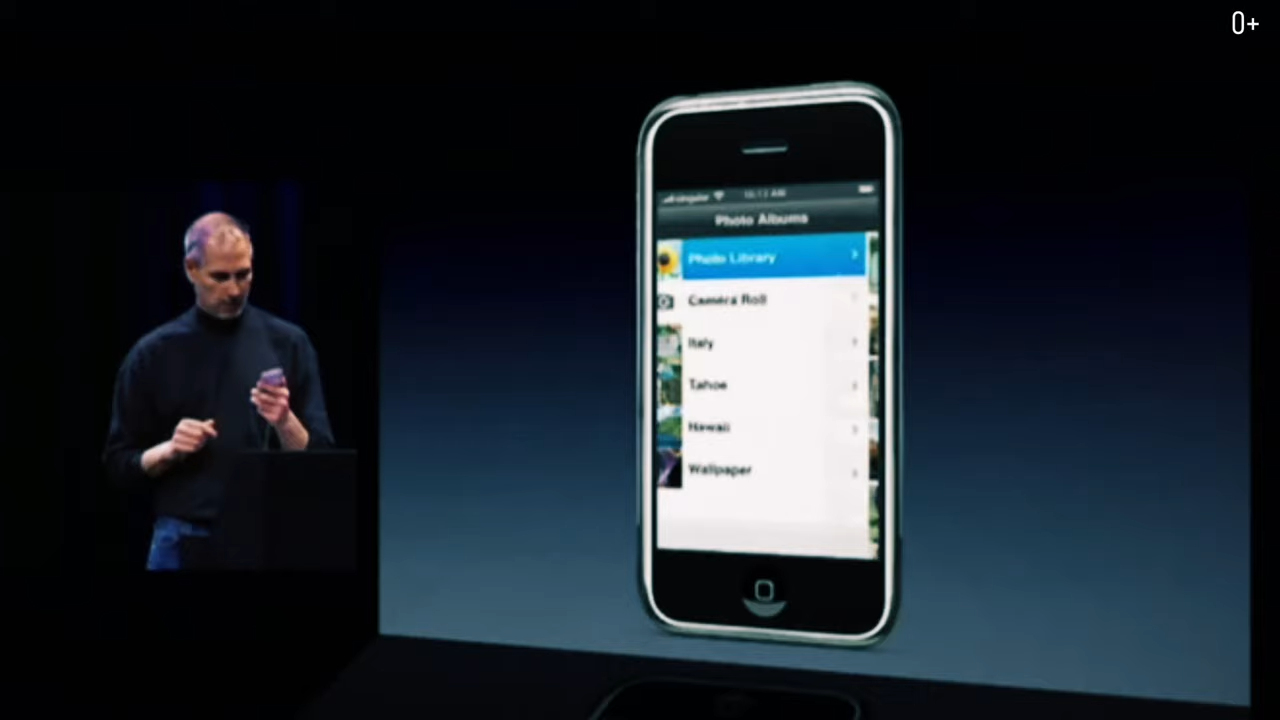 0+
Photo Albums
Photo Library
Camera Roll
Italy
Tahoe
Hawaii
Wallpaper